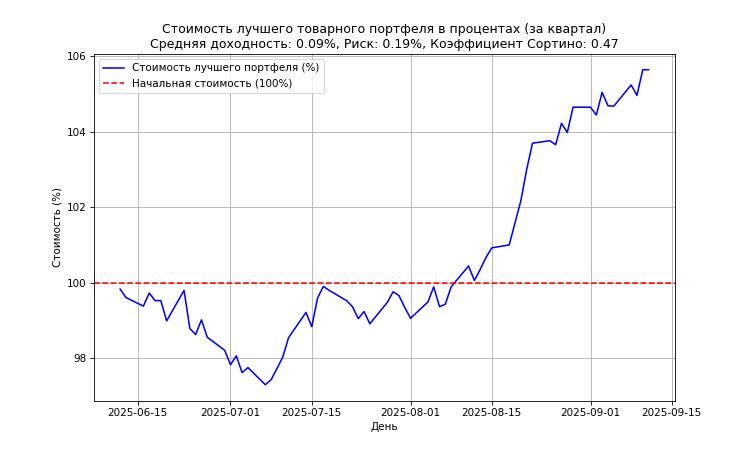 Стоимость лучшего товарного портфеля в процентах (за квартал)
Средняя доходность: 0.09%, Риск: 0.19%, Коэффициент Сортино: 0.47
Стоимость лучшего портфеля (%)
Начальная стоимость (100%)
Стоимость (%)
106
104
102
100
98
2025-06-15
2025-07-01
2025-07-15
2025-08-01
2025-08-15
2025-09-01
2025-09-15
День